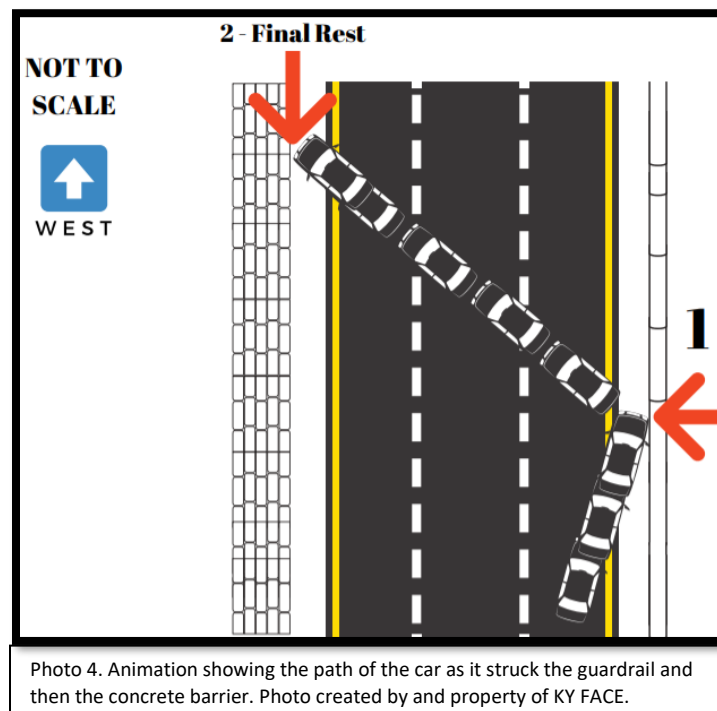 2 - Final Rest
NOT TO
SCALE
WEST
1
Photo 4. Animation showing the path of the car as it struck the guardrail and
then the concrete barrier. Photo created by and property of KY FACE.